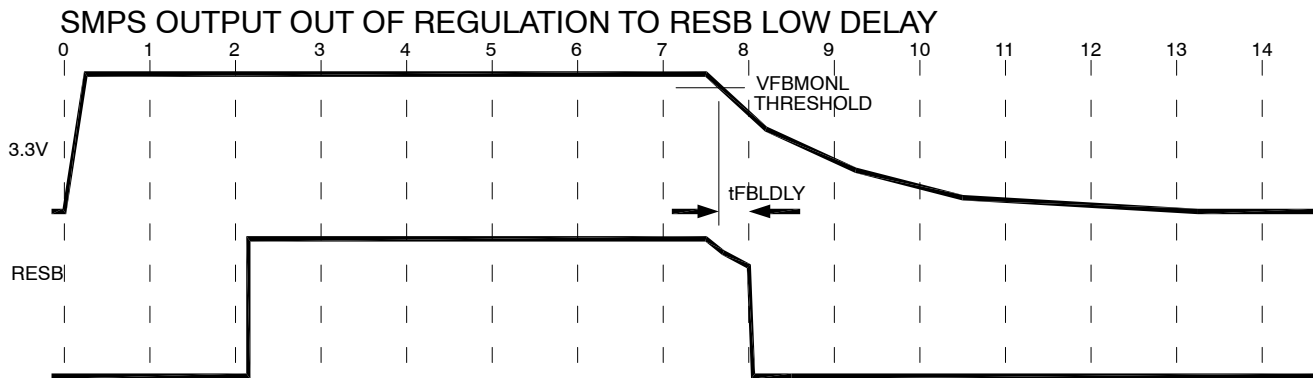 SMPS OUTPUT OUT OF REGULATION TO RESB LOW DELAY
0 1 2 3 4 5 6 7 8 9 10 11 12 13 14
VFBMONL
THRESHOLD
3.3V
tFBLDLY
RESB